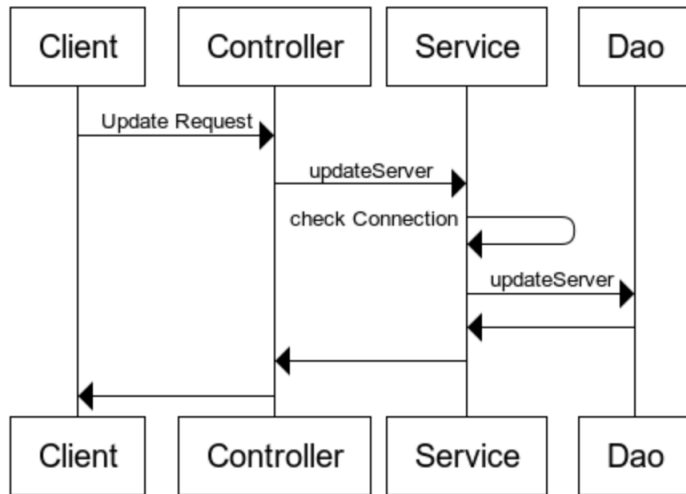 Client Controller Service Dao
Update Request
updateServer
check Connection
updateServer
Client Controller Service Dao